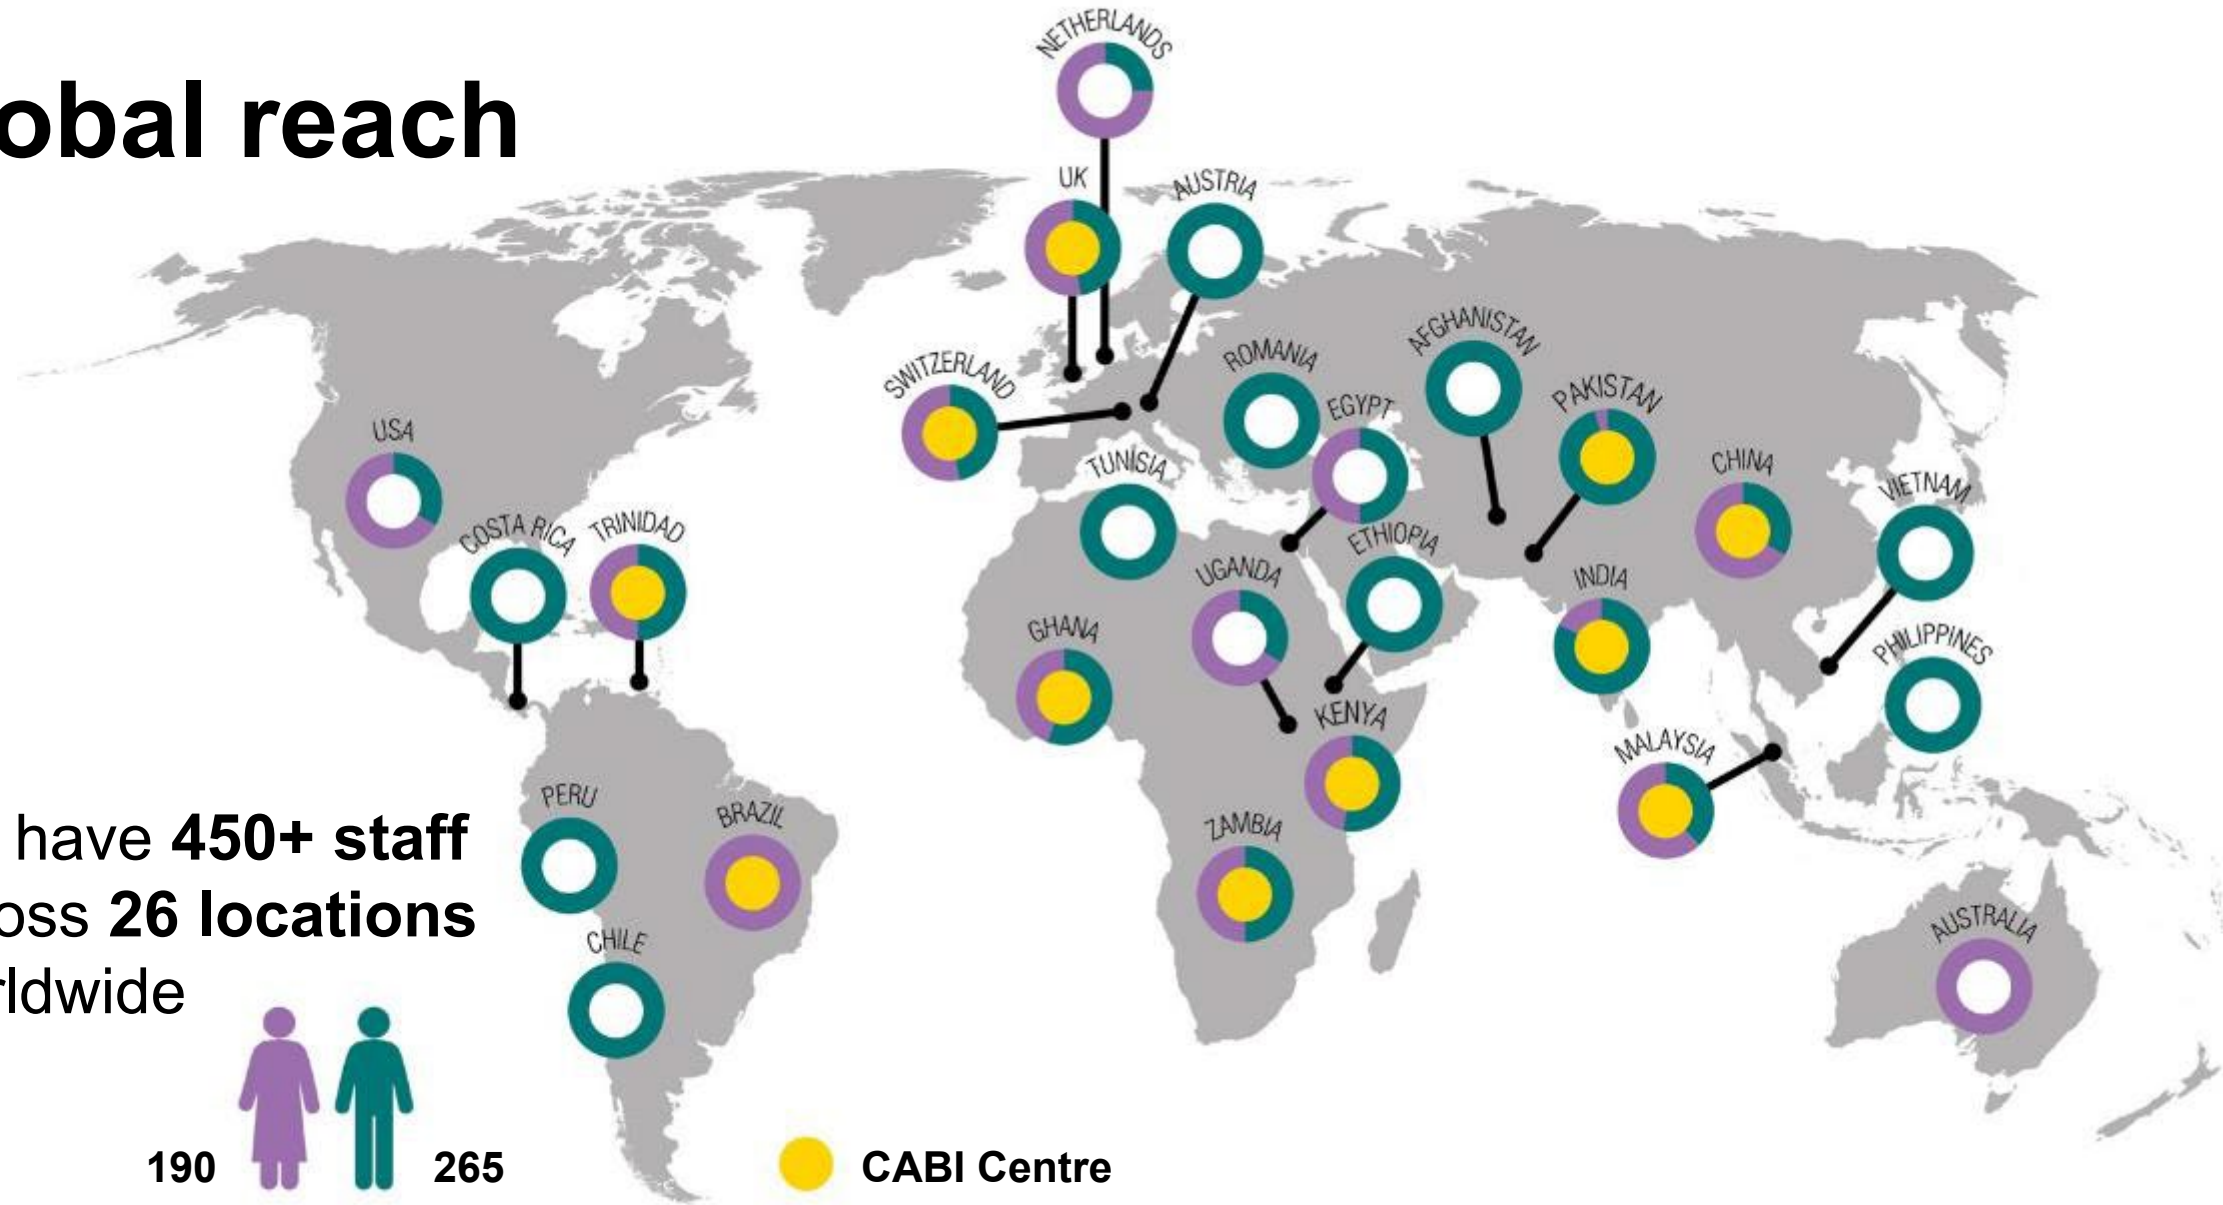 obal reach
NETHERLANDS
UK
AUSTRIA
SWITZERLAND
ROMANIA
AFGHANISTAN
EGYPT
PAKISTAN
USA
TUNISIA
CHINA
VIETNAM
COSTA RICA
TRINIDAD
ETHIOPIA
UGANDA
INDIA
GHANA
PHILIPPINES
KENYA
MALAYSIA
PERU
BRAZIL
ZAMBIA
CHILE
AUSTRALIA
have 450+ staff
oss 26 locations
rldwide
190
265
CABI Centre